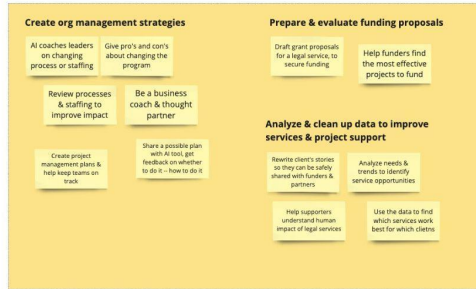 Create org management strategies
AI coaches leaders
on changing
process or staffing
Give pro's and con's
about changing the
program
Review processes
& staffing to
improve impact
Be a business
coach & thought
partner
Create project
management plans &
help keep teams on
track
Share a possible plan
with AI tool, get
feedback on whether
to do it -- how to do it
Prepare & evaluate funding proposals
Draft grant proposals
for a legal service, to
secure funding
Help funders find
the most effective
projects to fund
Analyze & clean up data to improve
services & project support
Rewrite client's stories
so they can be safely
shared with funders &
partners
Analyze needs &
trends to identify
service opportunities
Help supporters
understand human
impact of legal services
Use the data to find
which services work
best for which clietns